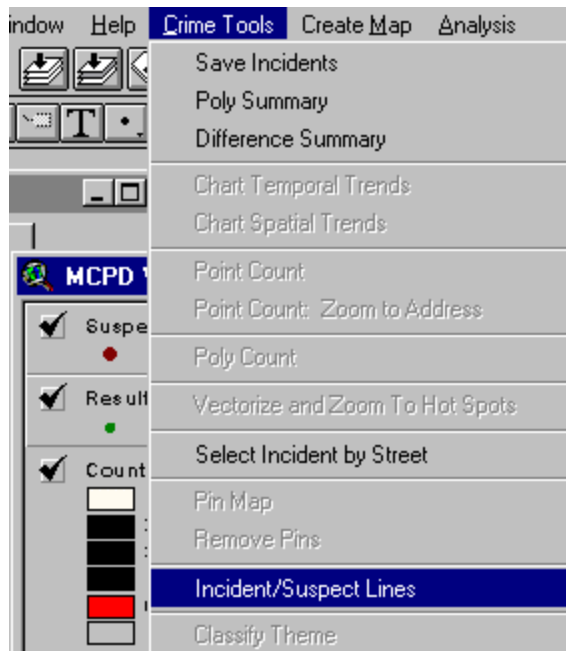 indow Help Crime Tools Create Map Analysis
Save Incidents
Poly Summary
T
Difference Summary
Chart Temporal Trends
Chart Spatial Trends
MCPD
Point Count
Suspe
Point Count: Zoom to Address
Poly Count
Result
Vectorize and Zoom To Hot Spots
Count
Select Incident by Street
Pin Map
Remove Pins
Incident/Suspect Lines
Classify Theme